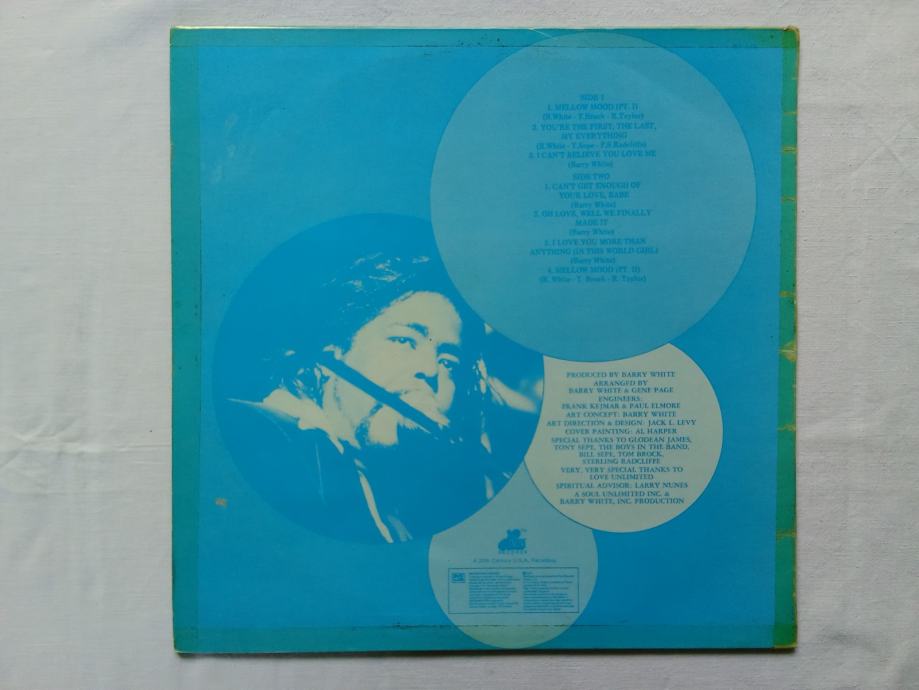 SIDE 1
1. MELLOW MOOD (PT. I)
(B. White - T. Brock - R. Taylor)
2. YOU'RE THE FIRST, THE LAST,
MY EVERYTHING
(B. White - T. Sepe - P.S. Radcliffe)
3. I CAN'T BELIEVE YOU LOVE ME
(Barry White)
SIDE TWO
1. CAN'T GET ENOUGH OF
YOUR LOVE, BABE
(Barry White)
2. OH LOVE, WELL WE FINALLY
MADE IT
(Barry White)
3. I LOVE YOU MORE THAN
ANYTHING (IN THIS WORLD GIRL)
(Barry White)
4. MELLOW MOOD (PT. II)
(B. White - T. Brock - R. Taylor)
PRODUCED BY BARRY WHITE
ARRANGED BY
BARRY WHITE & GENE PAGE
ENGINEERS:
FRANK KEJMAR & PAUL ELMORE
ART CONCEPT: BARRY WHITE
ART DIRECTION & DESIGN: JACK L. LEVY
COVER PAINTING: AL HARPER
SPECIAL THANKS TO GLODEAN JAMES,
TONY SEPE, THE BOYS IN THE BAND,
BILL SEPE, TOM BROCK,
STERLING RADCLIFFE
VERY, VERY SPECIAL THANKS TO
LOVE UNLIMITED
SPIRITUAL ADVISOR: LARRY NUNES
A SOUL UNLIMITED INC. &
BARRY WHITE, INC. PRODUCTION
RECORDS
A 20th Century U.S.A. Recording